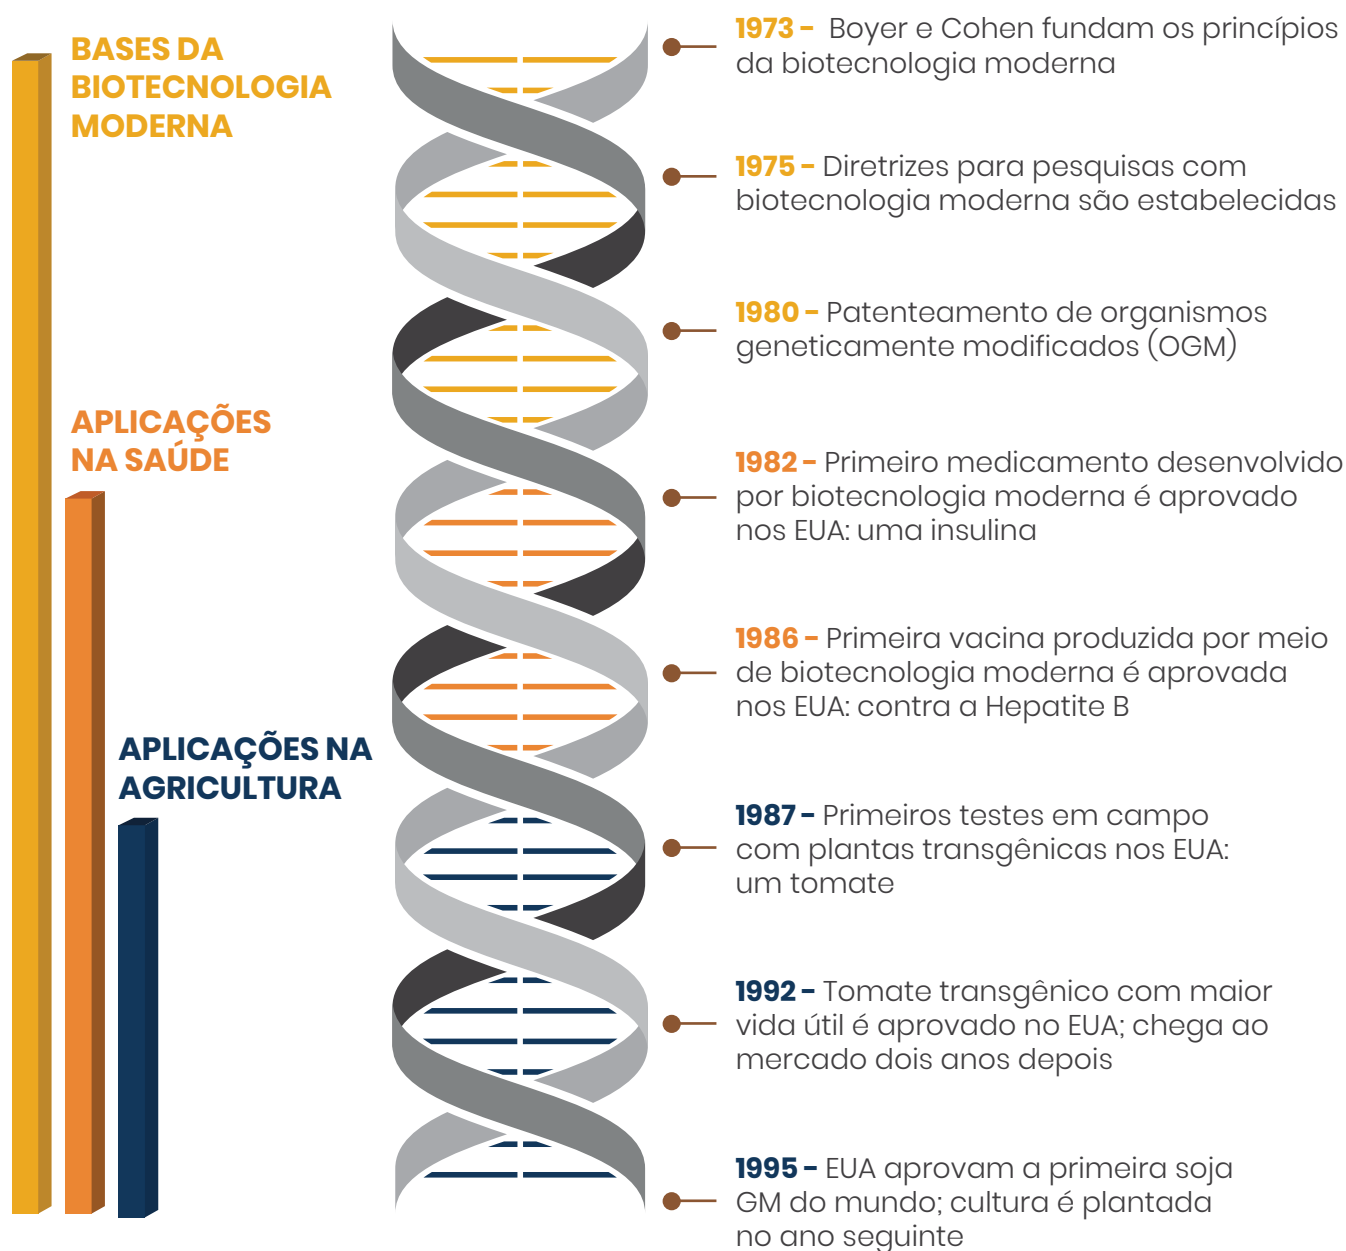 BASES DA
BIOTECNOLOGIA
MODERNA
APLICAÇÕES
NA SAÚDE
APLICAÇÕES NA
AGRICULTURA
1973 - Boyer e Cohen fundam os princípios
da biotecnologia moderna
1975 - Diretrizes para pesquisas com
biotecnologia moderna são estabelecidas
1980 - Patenteamento de organismos
geneticamente modificados (OGM)
1982 - Primeiro medicamento desenvolvido
por biotecnologia moderna é aprovado
nos EUA: uma insulina
1986 - Primeira vacina produzida por meio
de biotecnologia moderna é aprovada
nos EUA: contra a Hepatite B
1987 - Primeiros testes em campo
com plantas transgênicas nos EUA:
um tomate
1992 - Tomate transgênico com maior
vida útil é aprovado no EUA; chega ao
mercado dois anos depois
1995 - EUA aprovam a primeira soja
GM do mundo; cultura é plantada
no ano seguinte